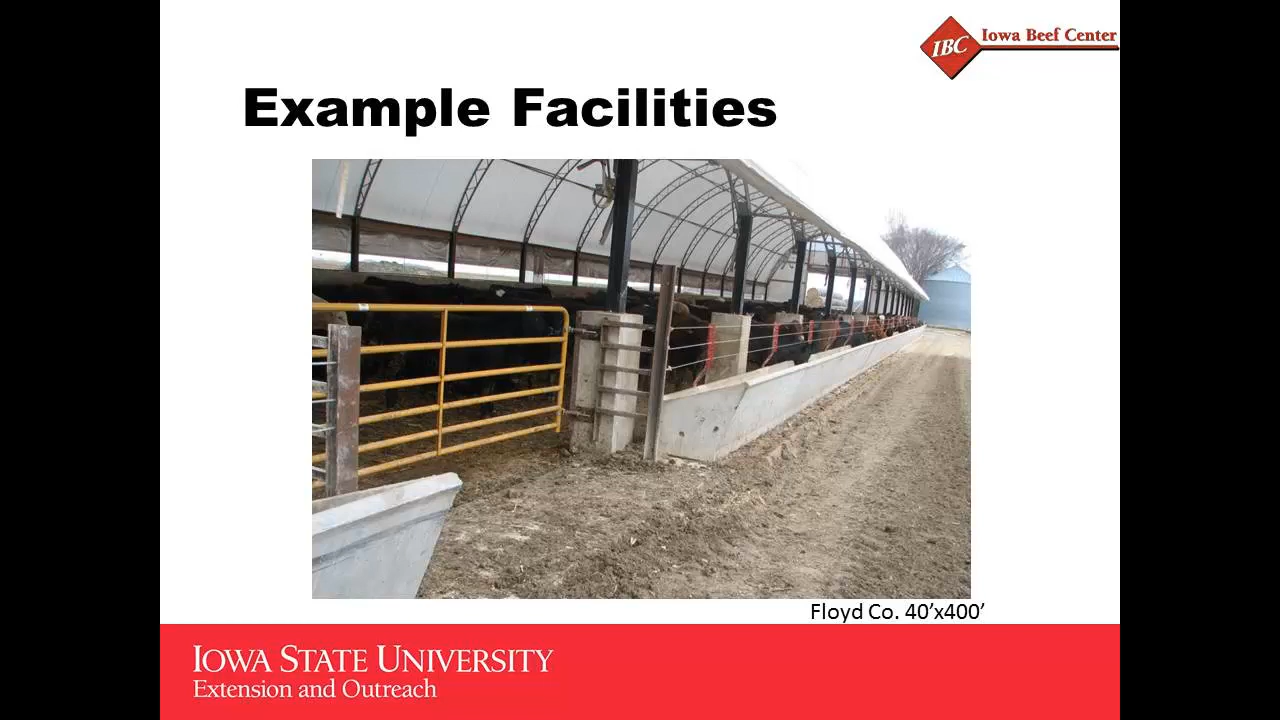 IBC
Iowa Beef Center
Example Facilities
Floyd Co. 40’x400’
IOWA STATE UNIVERSITY
Extension and Outreach